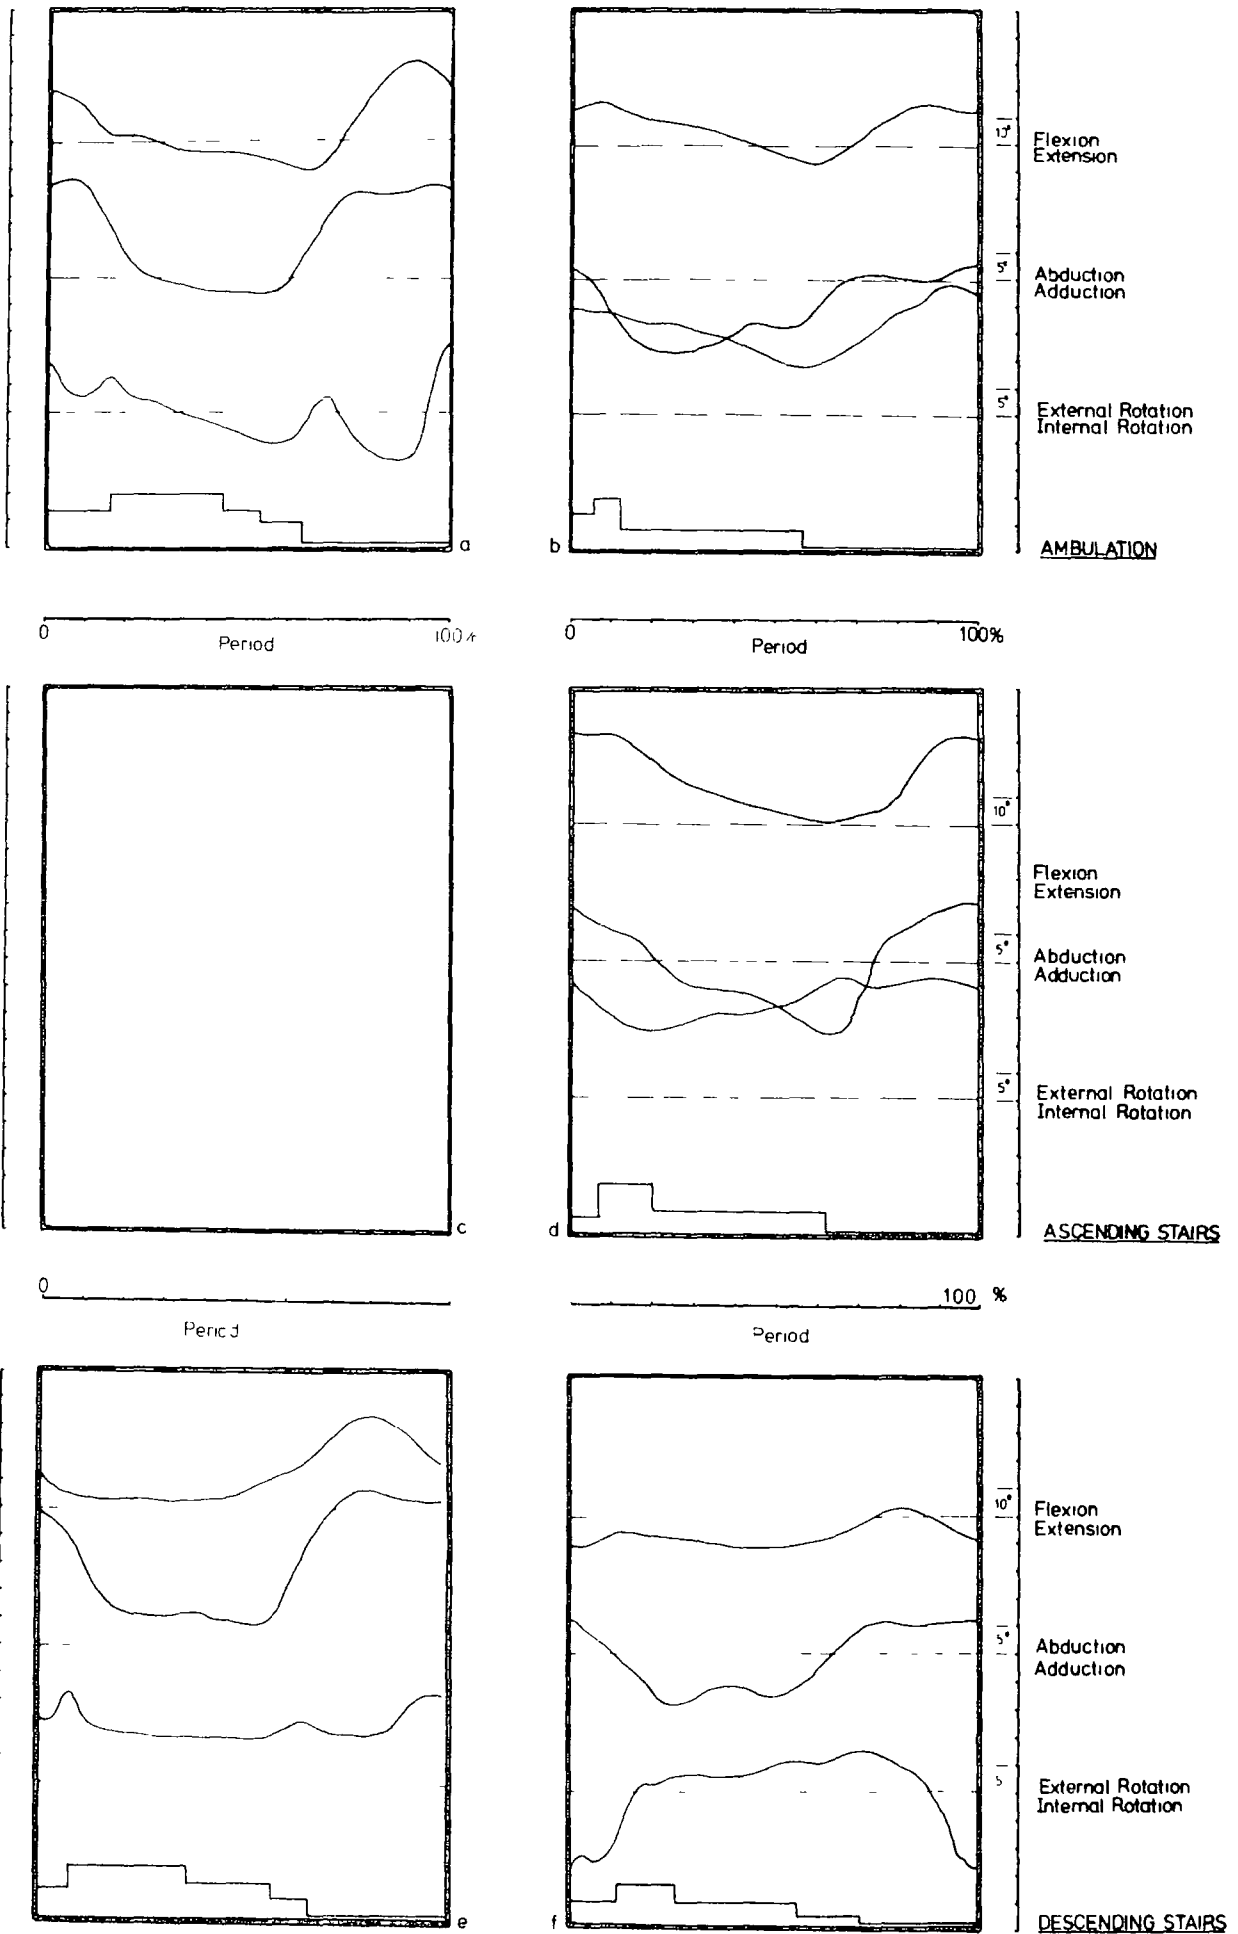 10°
Flexion
Extension
5°
Abduction
Adduction
5°
External Rotation
Internal Rotation
a
b
AMBULATION
0
Period
100%
0
Period
100%
10°
Flexion
Extension
5°
Abduction
Adduction
5°
External Rotation
Internal Rotation
c
d
ASCENDING STAIRS
0
Period
100 %
Period
10°
Flexion
Extension
5°
Abduction
Adduction
5
External Rotation
Internal Rotation
e
f
DESCENDING STAIRS